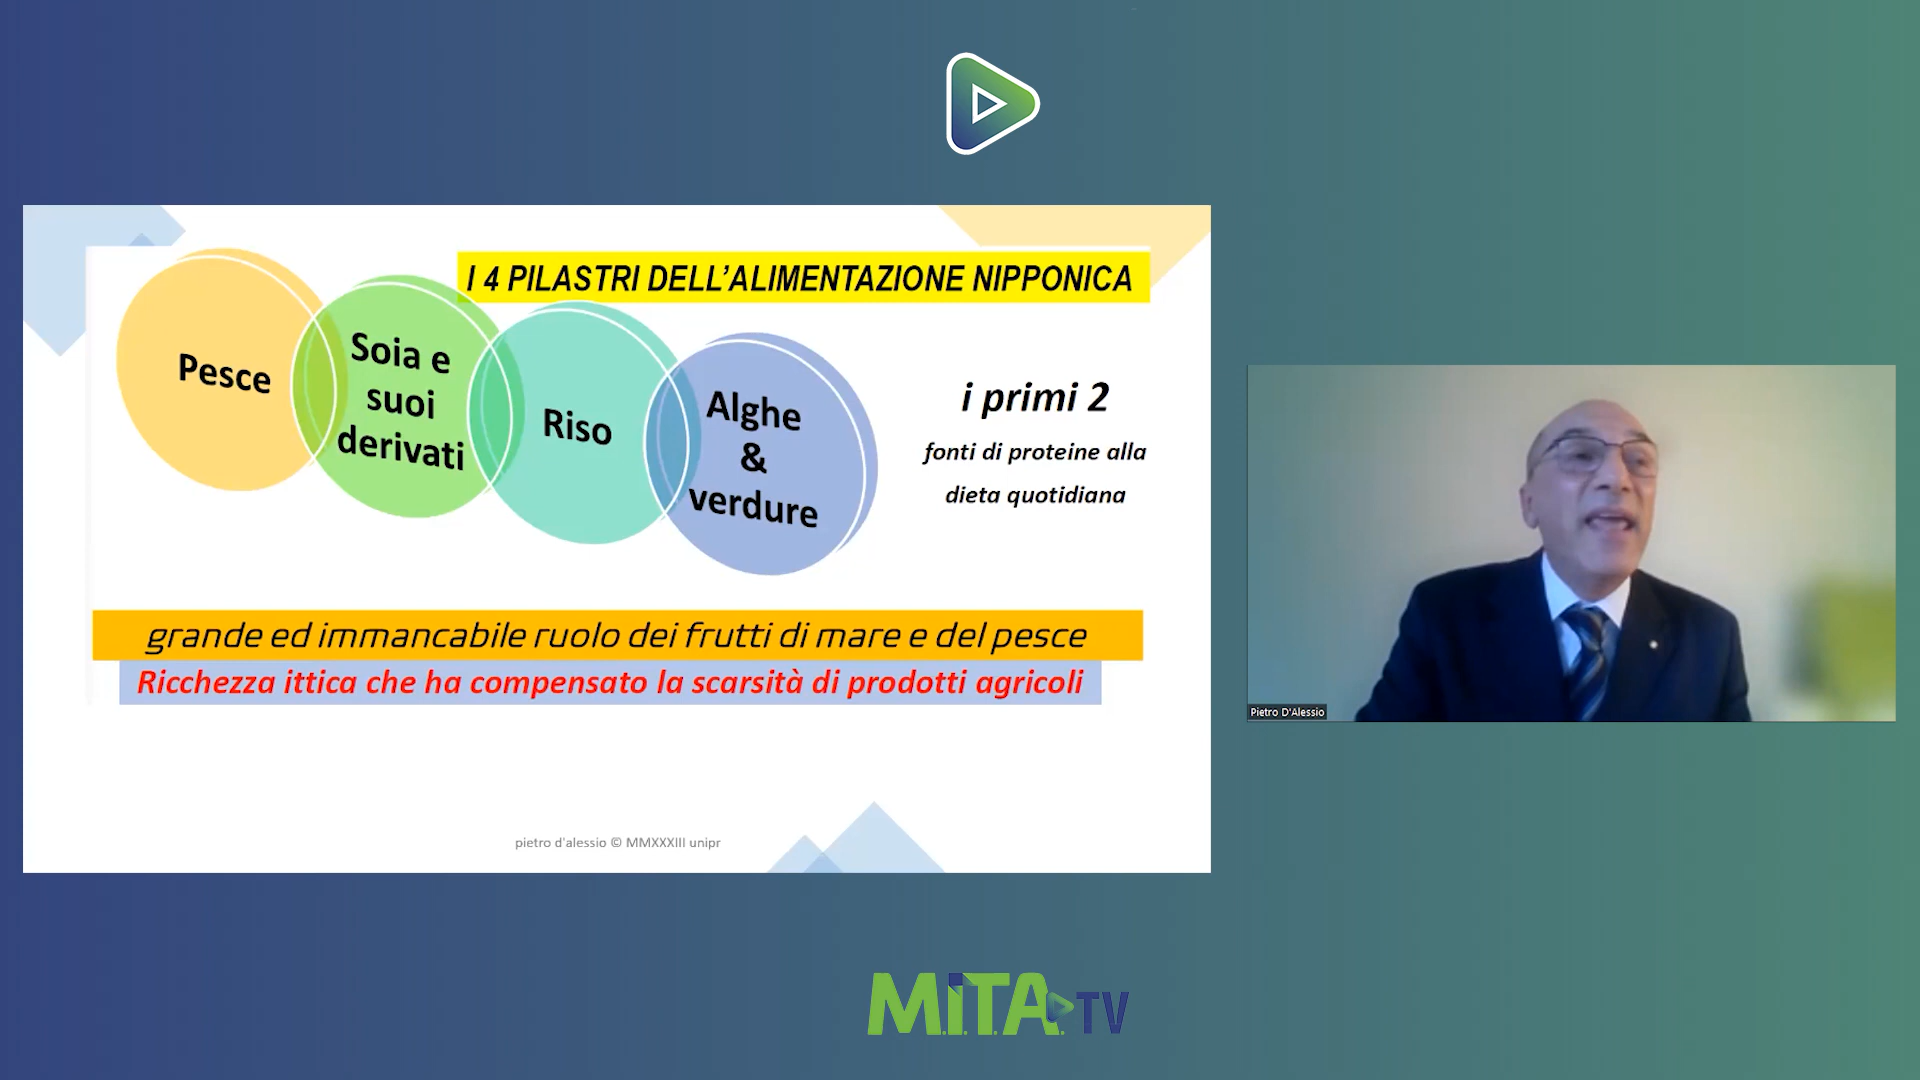 I 4 PILASTRI DELL’ALIMENTAZIONE NIPPONICA
Pesce
Soia e
suoi
derivati
Riso
Alghe
&
verdure
i primi 2
fonti di proteine alla
dieta quotidiana
grande ed immancabile ruolo dei frutti di mare e del pesce
Ricchezza ittica che ha compensato la scarsità di prodotti agricoli
pietro d'alessio © MMXXXIII unipr
Pietro D'Alessio
M.I.T.A. TV